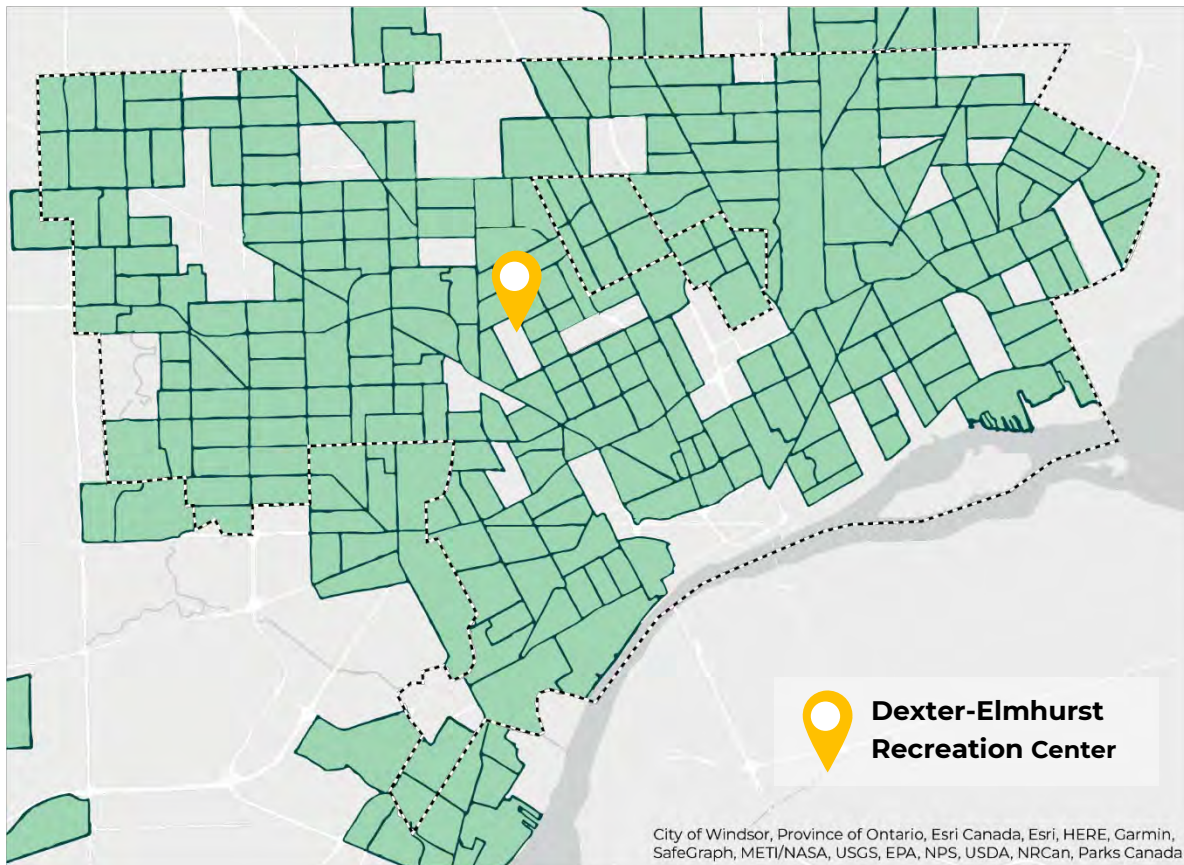 Dexter-Elmhurst
Recreation Center
City of Windsor, Province of Ontario, Esri Canada, Esri, HERE, Garmin,
SafeGraph, METI/NASA, USGS, EPA, NPS, USDA, NRCan, Parks Canada